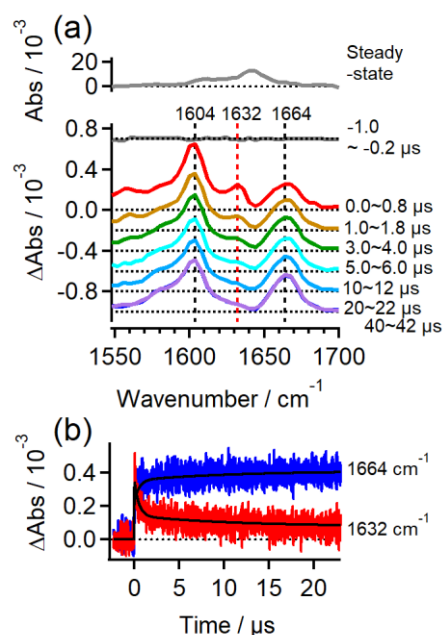 (a)
Abs / 10⁻³
20
0
Steady
-state
1604 1632 1664
ΔAbs / 10⁻³
0.8
0.4
0.0
-0.4
-0.8
-1.0
~ -0.2 µs
0.0~0.8 µs
1.0~1.8 µs
3.0~4.0 µs
5.0~6.0 µs
10~12 µs
20~22 µs
40~42 µs
1550 1600 1650 1700
Wavenumber / cm⁻¹
(b)
ΔAbs / 10⁻³
0.4
0.2
0.0
1664 cm⁻¹
1632 cm⁻¹
0 5 10 15 20
Time / µs